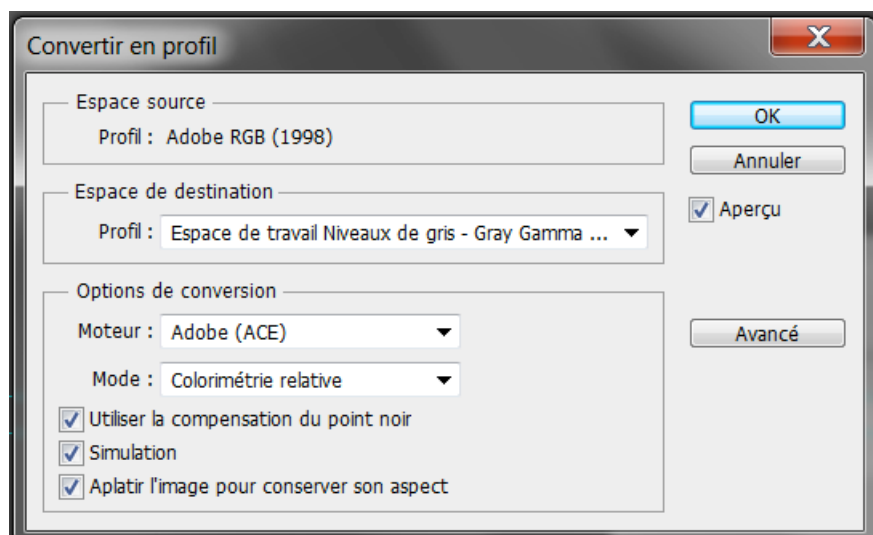 Convertir en profil
Espace source
Profil : Adobe RGB (1998)
OK
Annuler
Espace de destination
Profil : Espace de travail Niveaux de gris - Gray Gamma ...
Aperçu
Options de conversion
Moteur : Adobe (ACE)
Avancé
Mode : Colorimétrie relative
Utiliser la compensation du point noir
Simulation
Aplatir l'image pour conserver son aspect